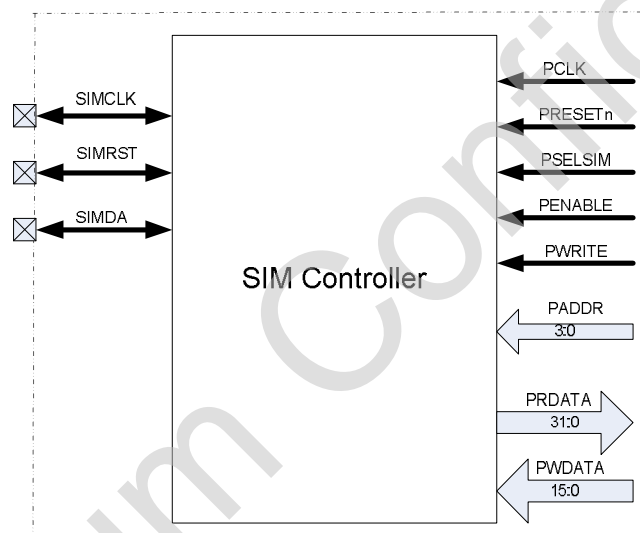 SIMCLK
SIMRST
SIMDA
SIM Controller
PCLK
PRESETn
PSELSIM
PENABLE
PWRITE
PADDR
3:0
PRDATA
31:0
PWDATA
15:0